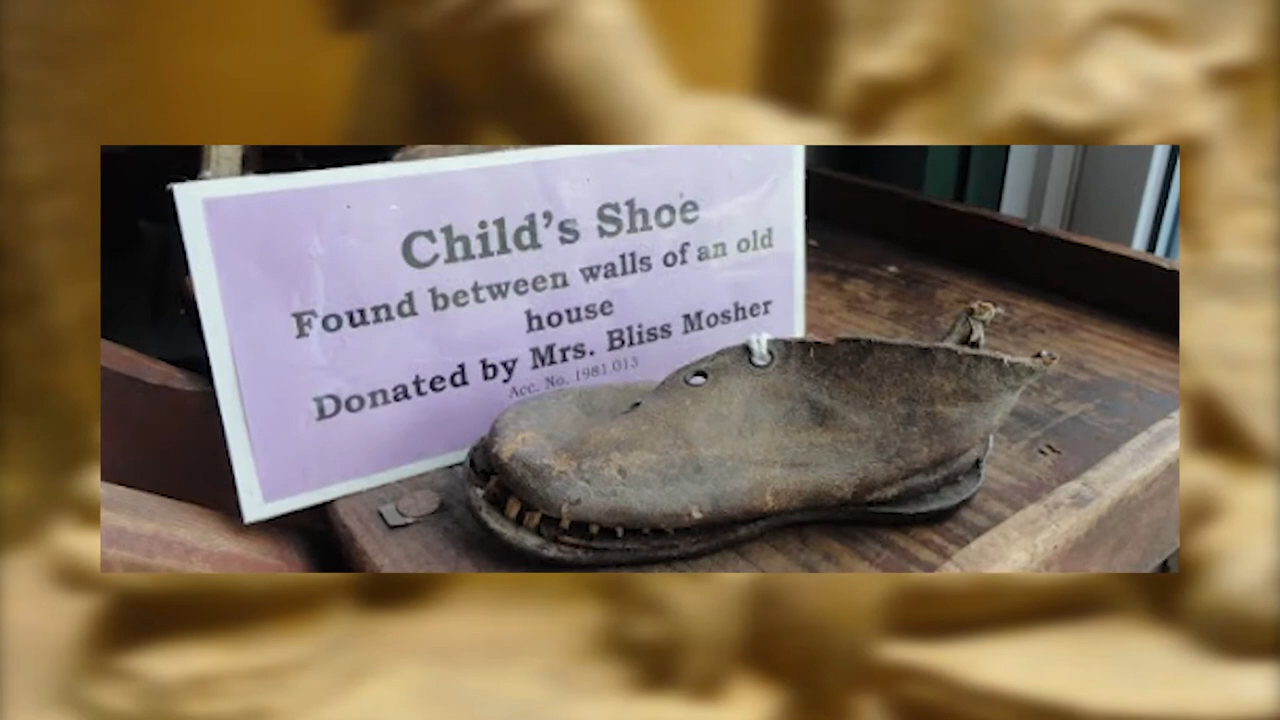 Child's Shoe
Found between walls of an old
house
Donated by Mrs. Bliss Mosher
Acc. No. 1981.013